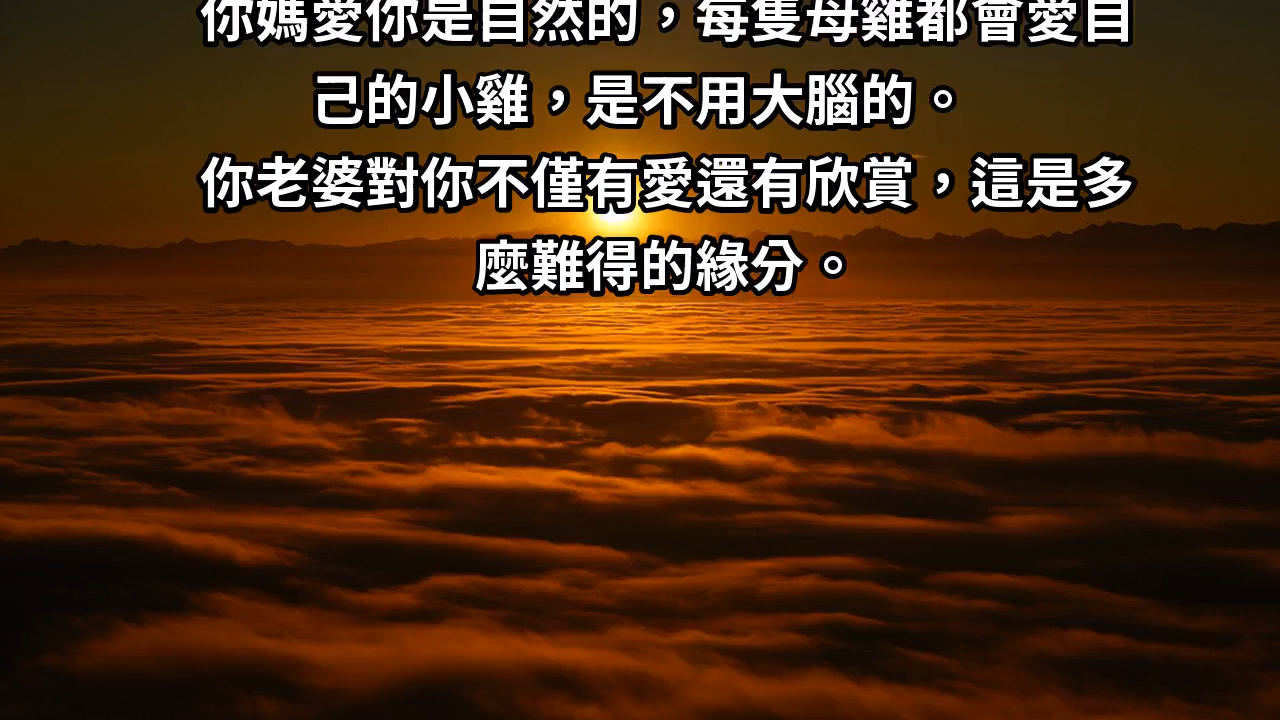 你媽愛你是自然的，每隻母雞都會愛自
己的小雞，是不用大腦的。
你老婆對你不僅有愛還有欣賞，這是多
麼難得的緣分。